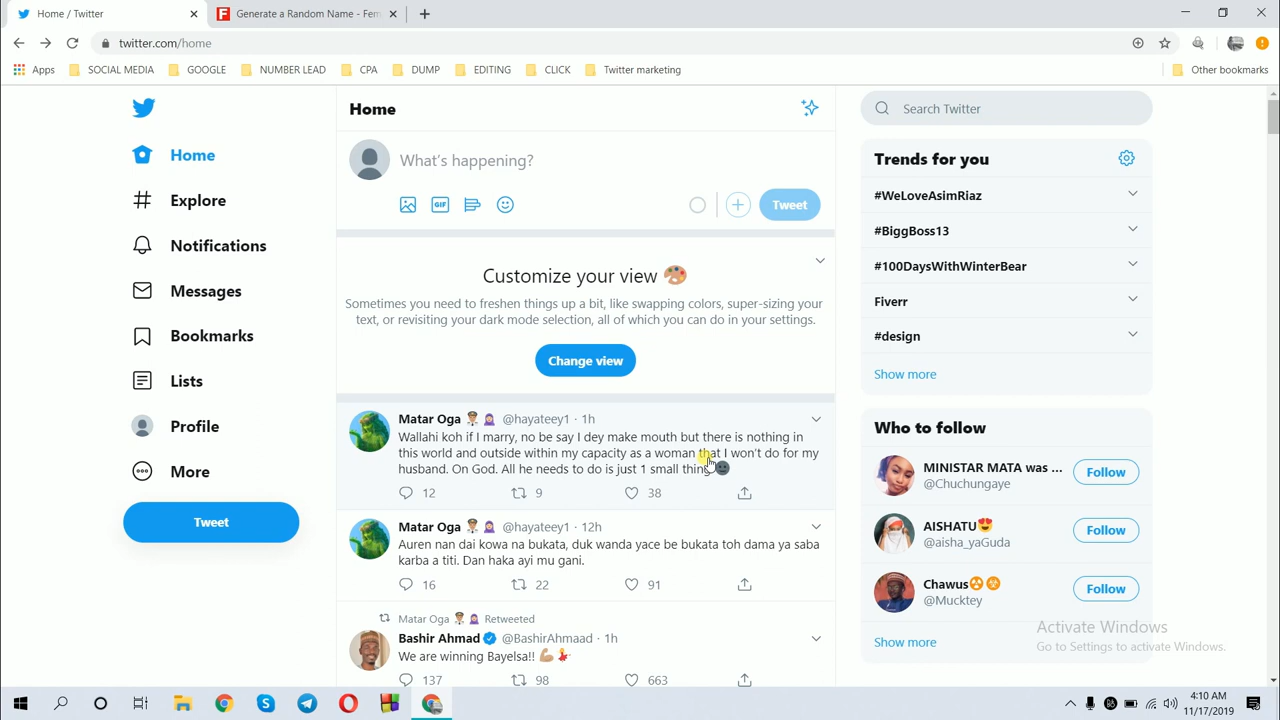 Home / Twitter
Generate a Random Name - Fem
twitter.com/home
Apps
SOCIAL MEDIA
GOOGLE
NUMBER LEAD
CPA
DUMP
EDITING
CLICK
Twitter marketing
Other bookmarks
Home
Explore
Notifications
Messages
Bookmarks
Lists
Profile
More
Tweet
Home
What's happening?
GIF
Tweet
Customize your view
Sometimes you need to freshen things up a bit, like swapping colors, super-sizing your
text, or revisiting your dark mode selection, all of which you can do in your settings.
Change view
Matar Oga @hayateey1 · 1h
Wallahi koh if I marry, no be say I dey make mouth but there is nothing in
this world and outside within my capacity as a woman that I won't do for my
husband. On God. All he needs to do is just 1 small thing
12 9 38
Matar Oga @hayateey1 · 12h
Auren nan dai kowa na bukata, duk wanda yace be bukata toh dama ya saba
karba a titi. Dan haka ayi mu gani.
16 22 91
Matar Oga Retweeted
Bashir Ahmad @BashirAhmaad · 1h
We are winning Bayelsa!!
137 98 663
Search Twitter
Trends for you
#WeLoveAsimRiaz
#BiggBoss13
#100DaysWithWinterBear
Fiverr
#design
Show more
Who to follow
MINISTAR MATA was ...
@Chuchungaye
Follow
AISHATU
@aisha_yaGuda
Follow
Chawus
@Mucktey
Follow
Show more
Activate Windows
Go to Settings to activate Windows.
4:10 AM
11/17/2019